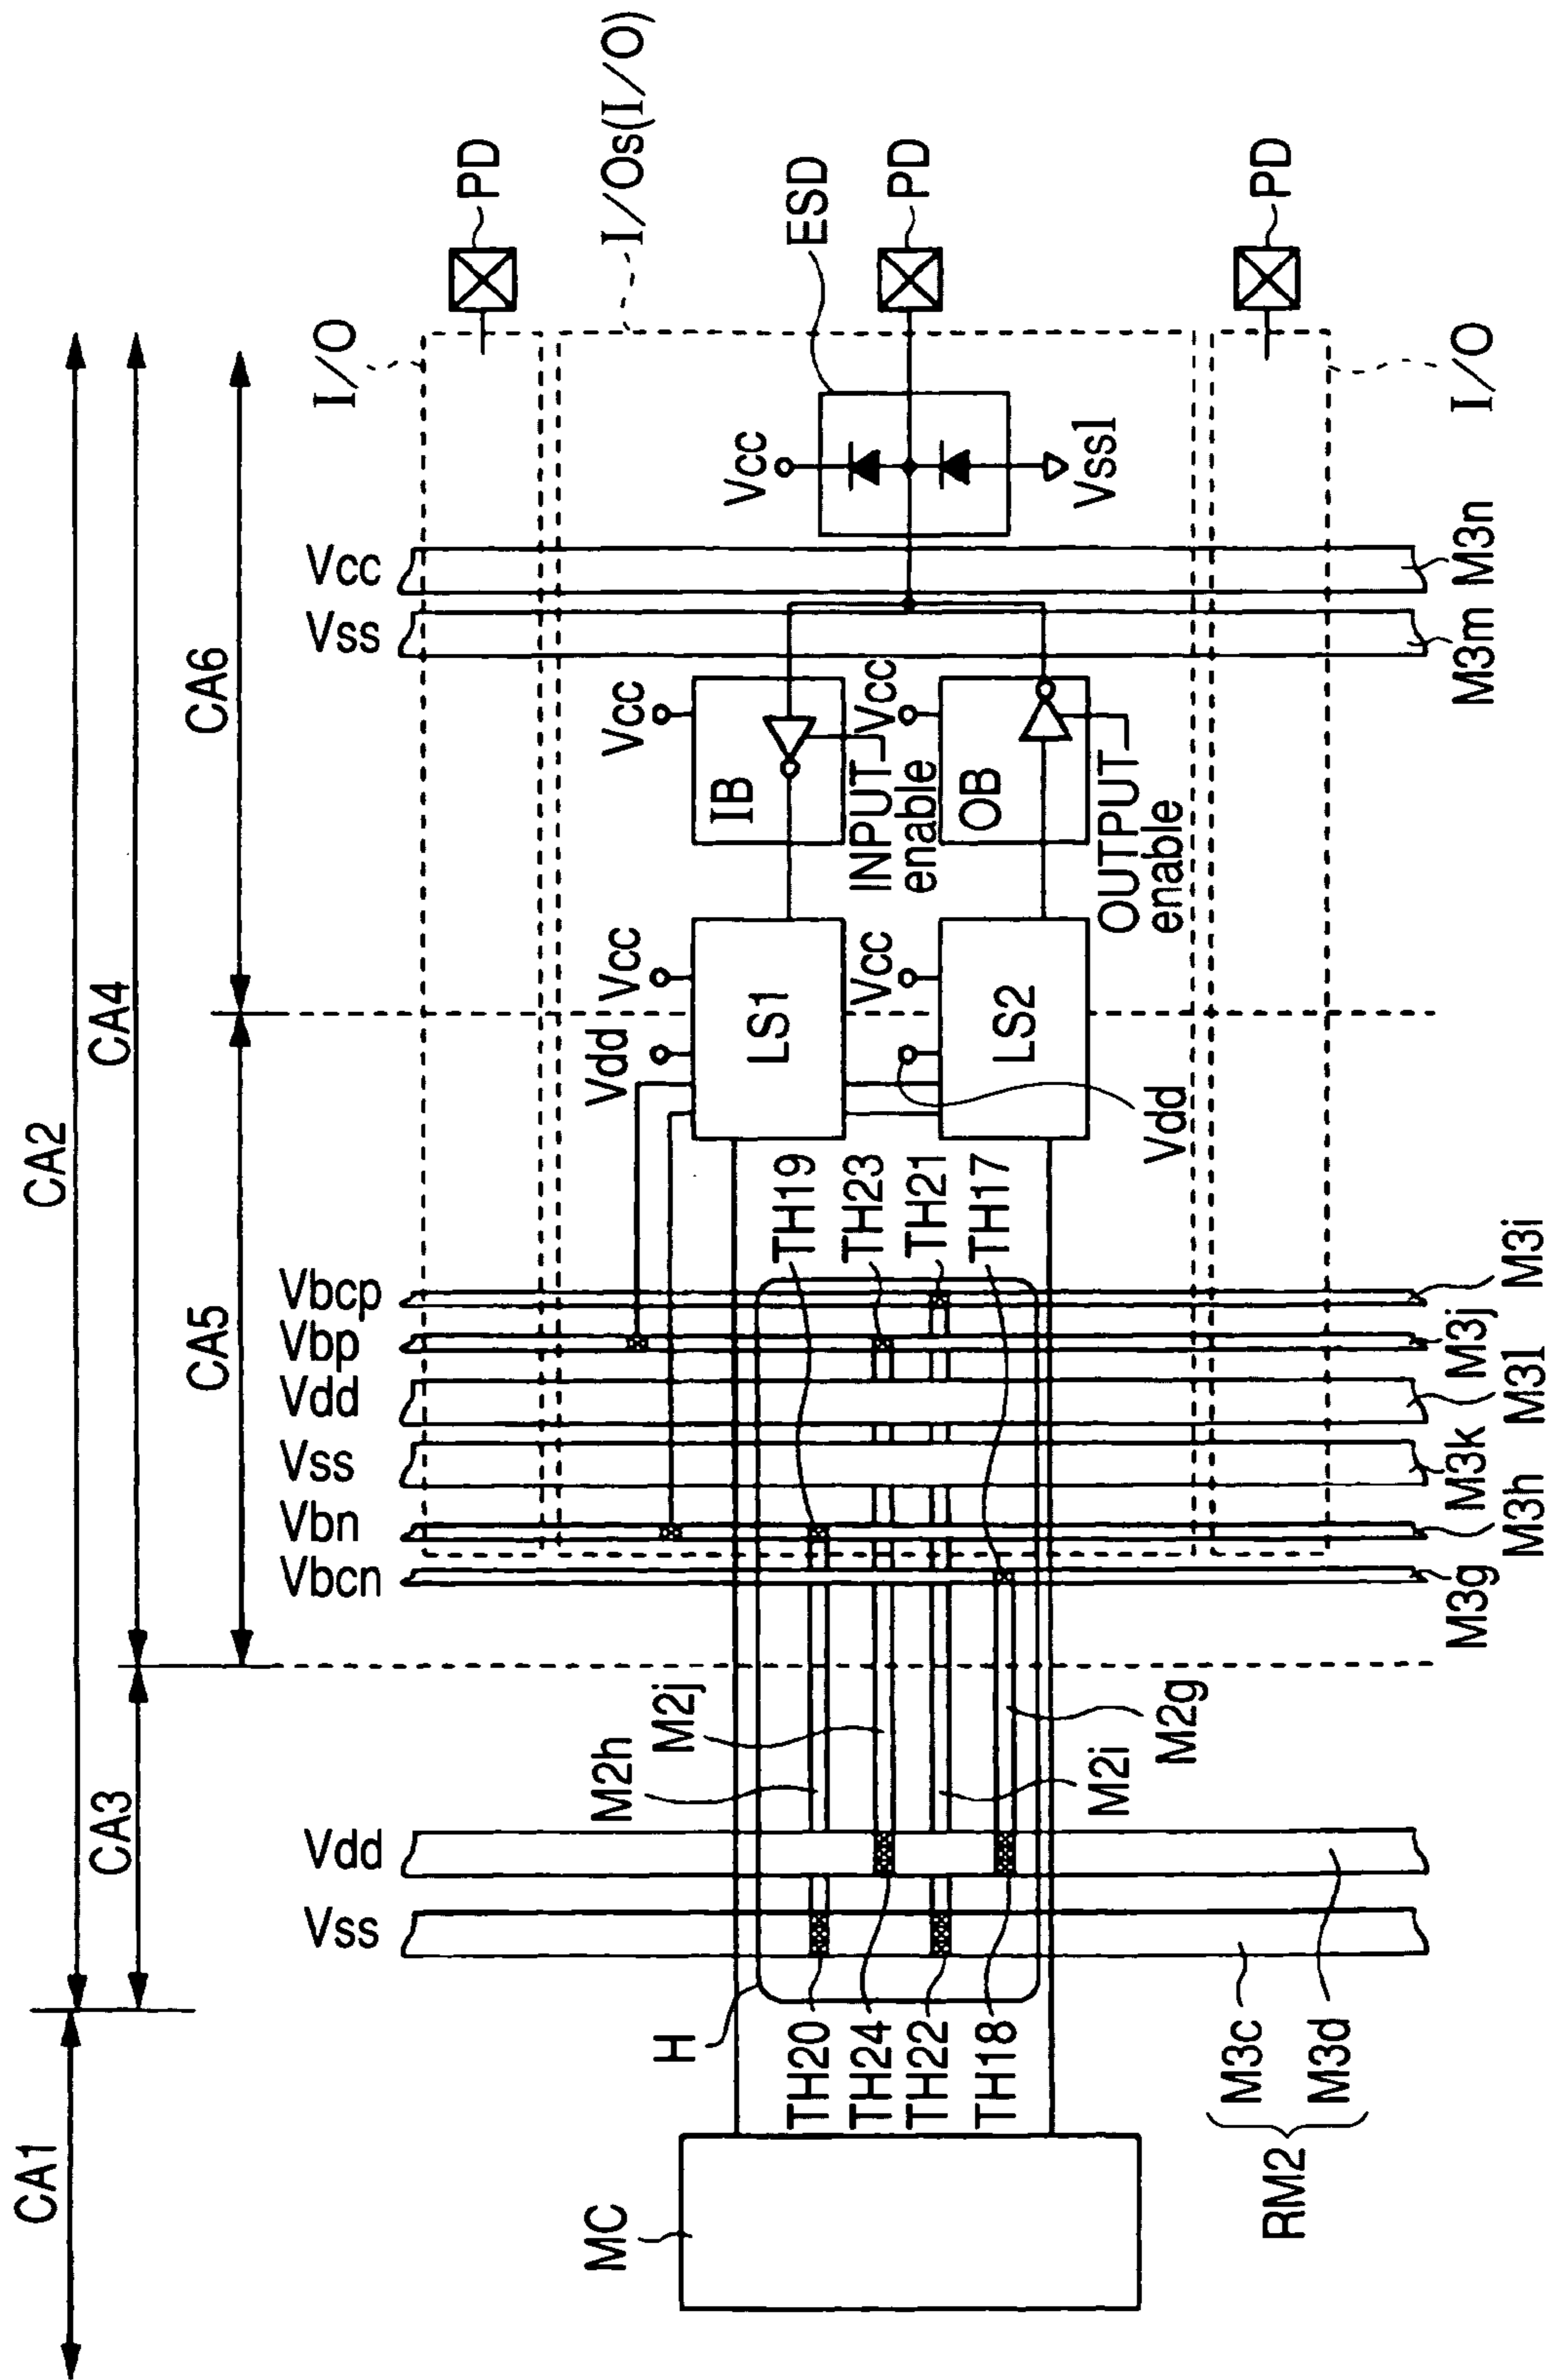 CA1
CA2
CA3
CA4
CA5
CA6
Vss
Vdd
Vbcn
Vbn
Vss
Vdd
Vbp
Vbcp
Vss
Vcc
I/O
PD
I/Os(I/O)
MC
H
M2h
M2j
Vdd
Vcc
Vcc
Vcc
ESD
TH20
TH24
TH22
TH18
TH19
TH23
TH21
TH17
LS1
IB
INPUT
enable
Vcc
Vcc
PD
M2i
M2g
LS2
OB
Vdd
OUTPUT
enable
Vss1
RM2
M3c
M3d
M3g
M3h
M3k
M3l
M3j
M3i
M3m
M3n
I/O
PD